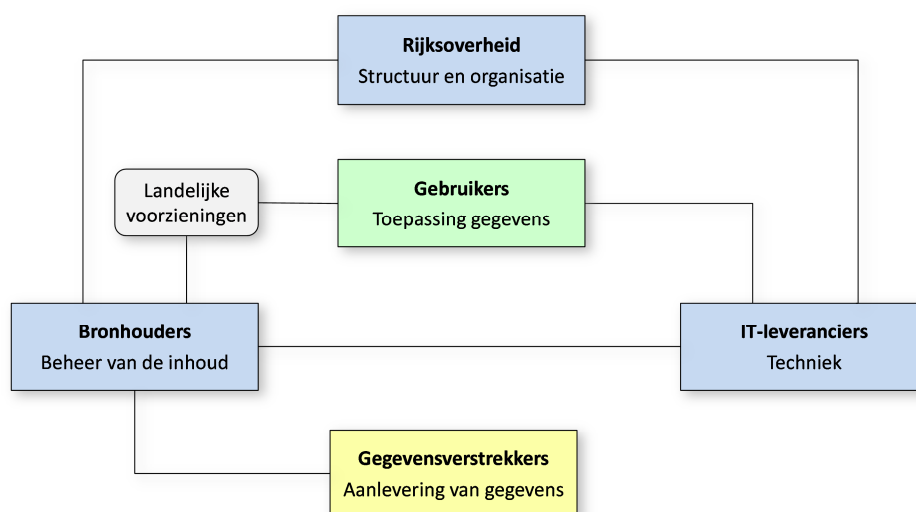 Rijksoverheid
Structuur en organisatie
Landelijke
voorzieningen
Gebruikers
Toepassing gegevens
Bronhouders
Beheer van de inhoud
IT-leveranciers
Techniek
Gegevensverstrekkers
Aanlevering van gegevens